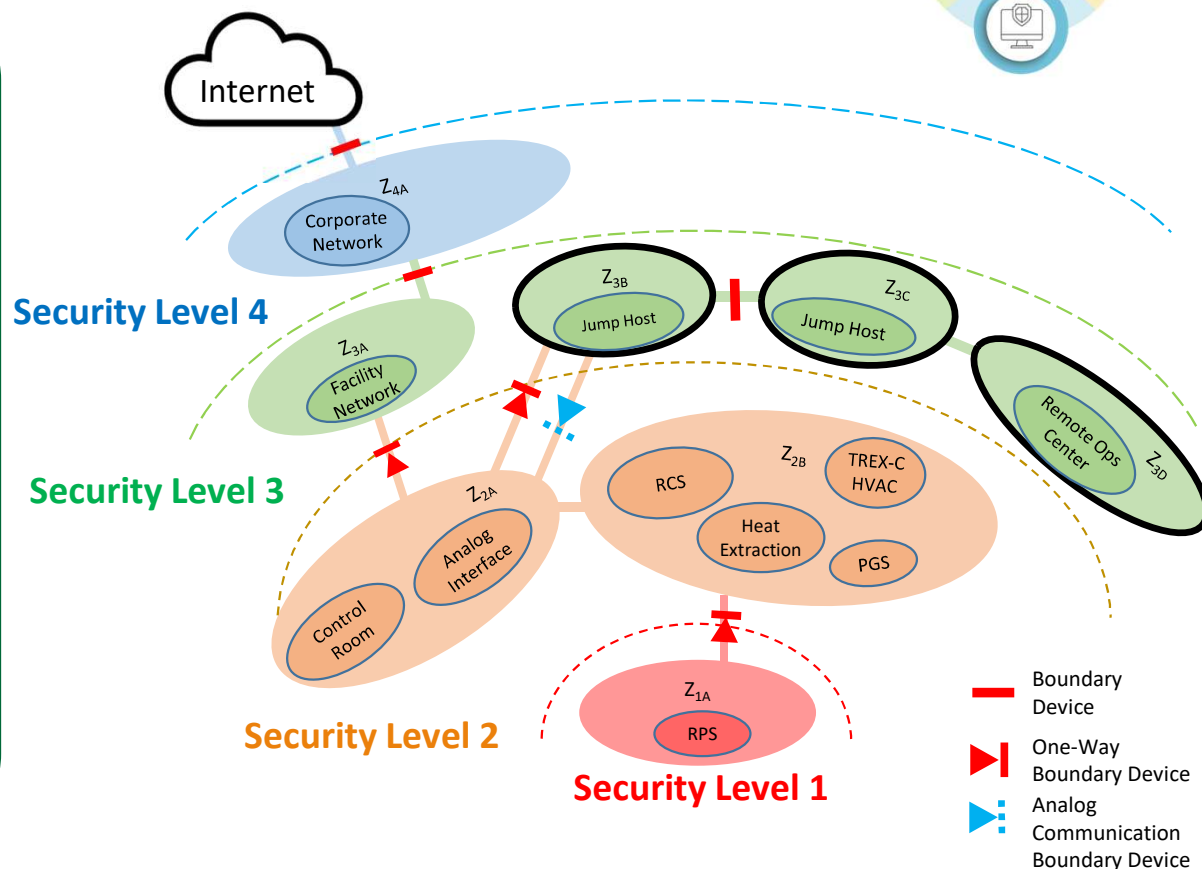 Internet
Z4A
Corporate
Network
Security Level 4
Z3B
Jump Host
Z3C
Jump Host
Z3A
Facility
Network
Remote Ops
Center
Z3D
Security Level 3
Z2B
RCS
TREX-C
HVAC
Heat
Extraction
PGS
Z2A
Analog
Interface
Control
Room
Security Level 2
Z1A
RPS
Security Level 1
Boundary
Device
One-Way
Boundary Device
Analog
Communication
Boundary Device